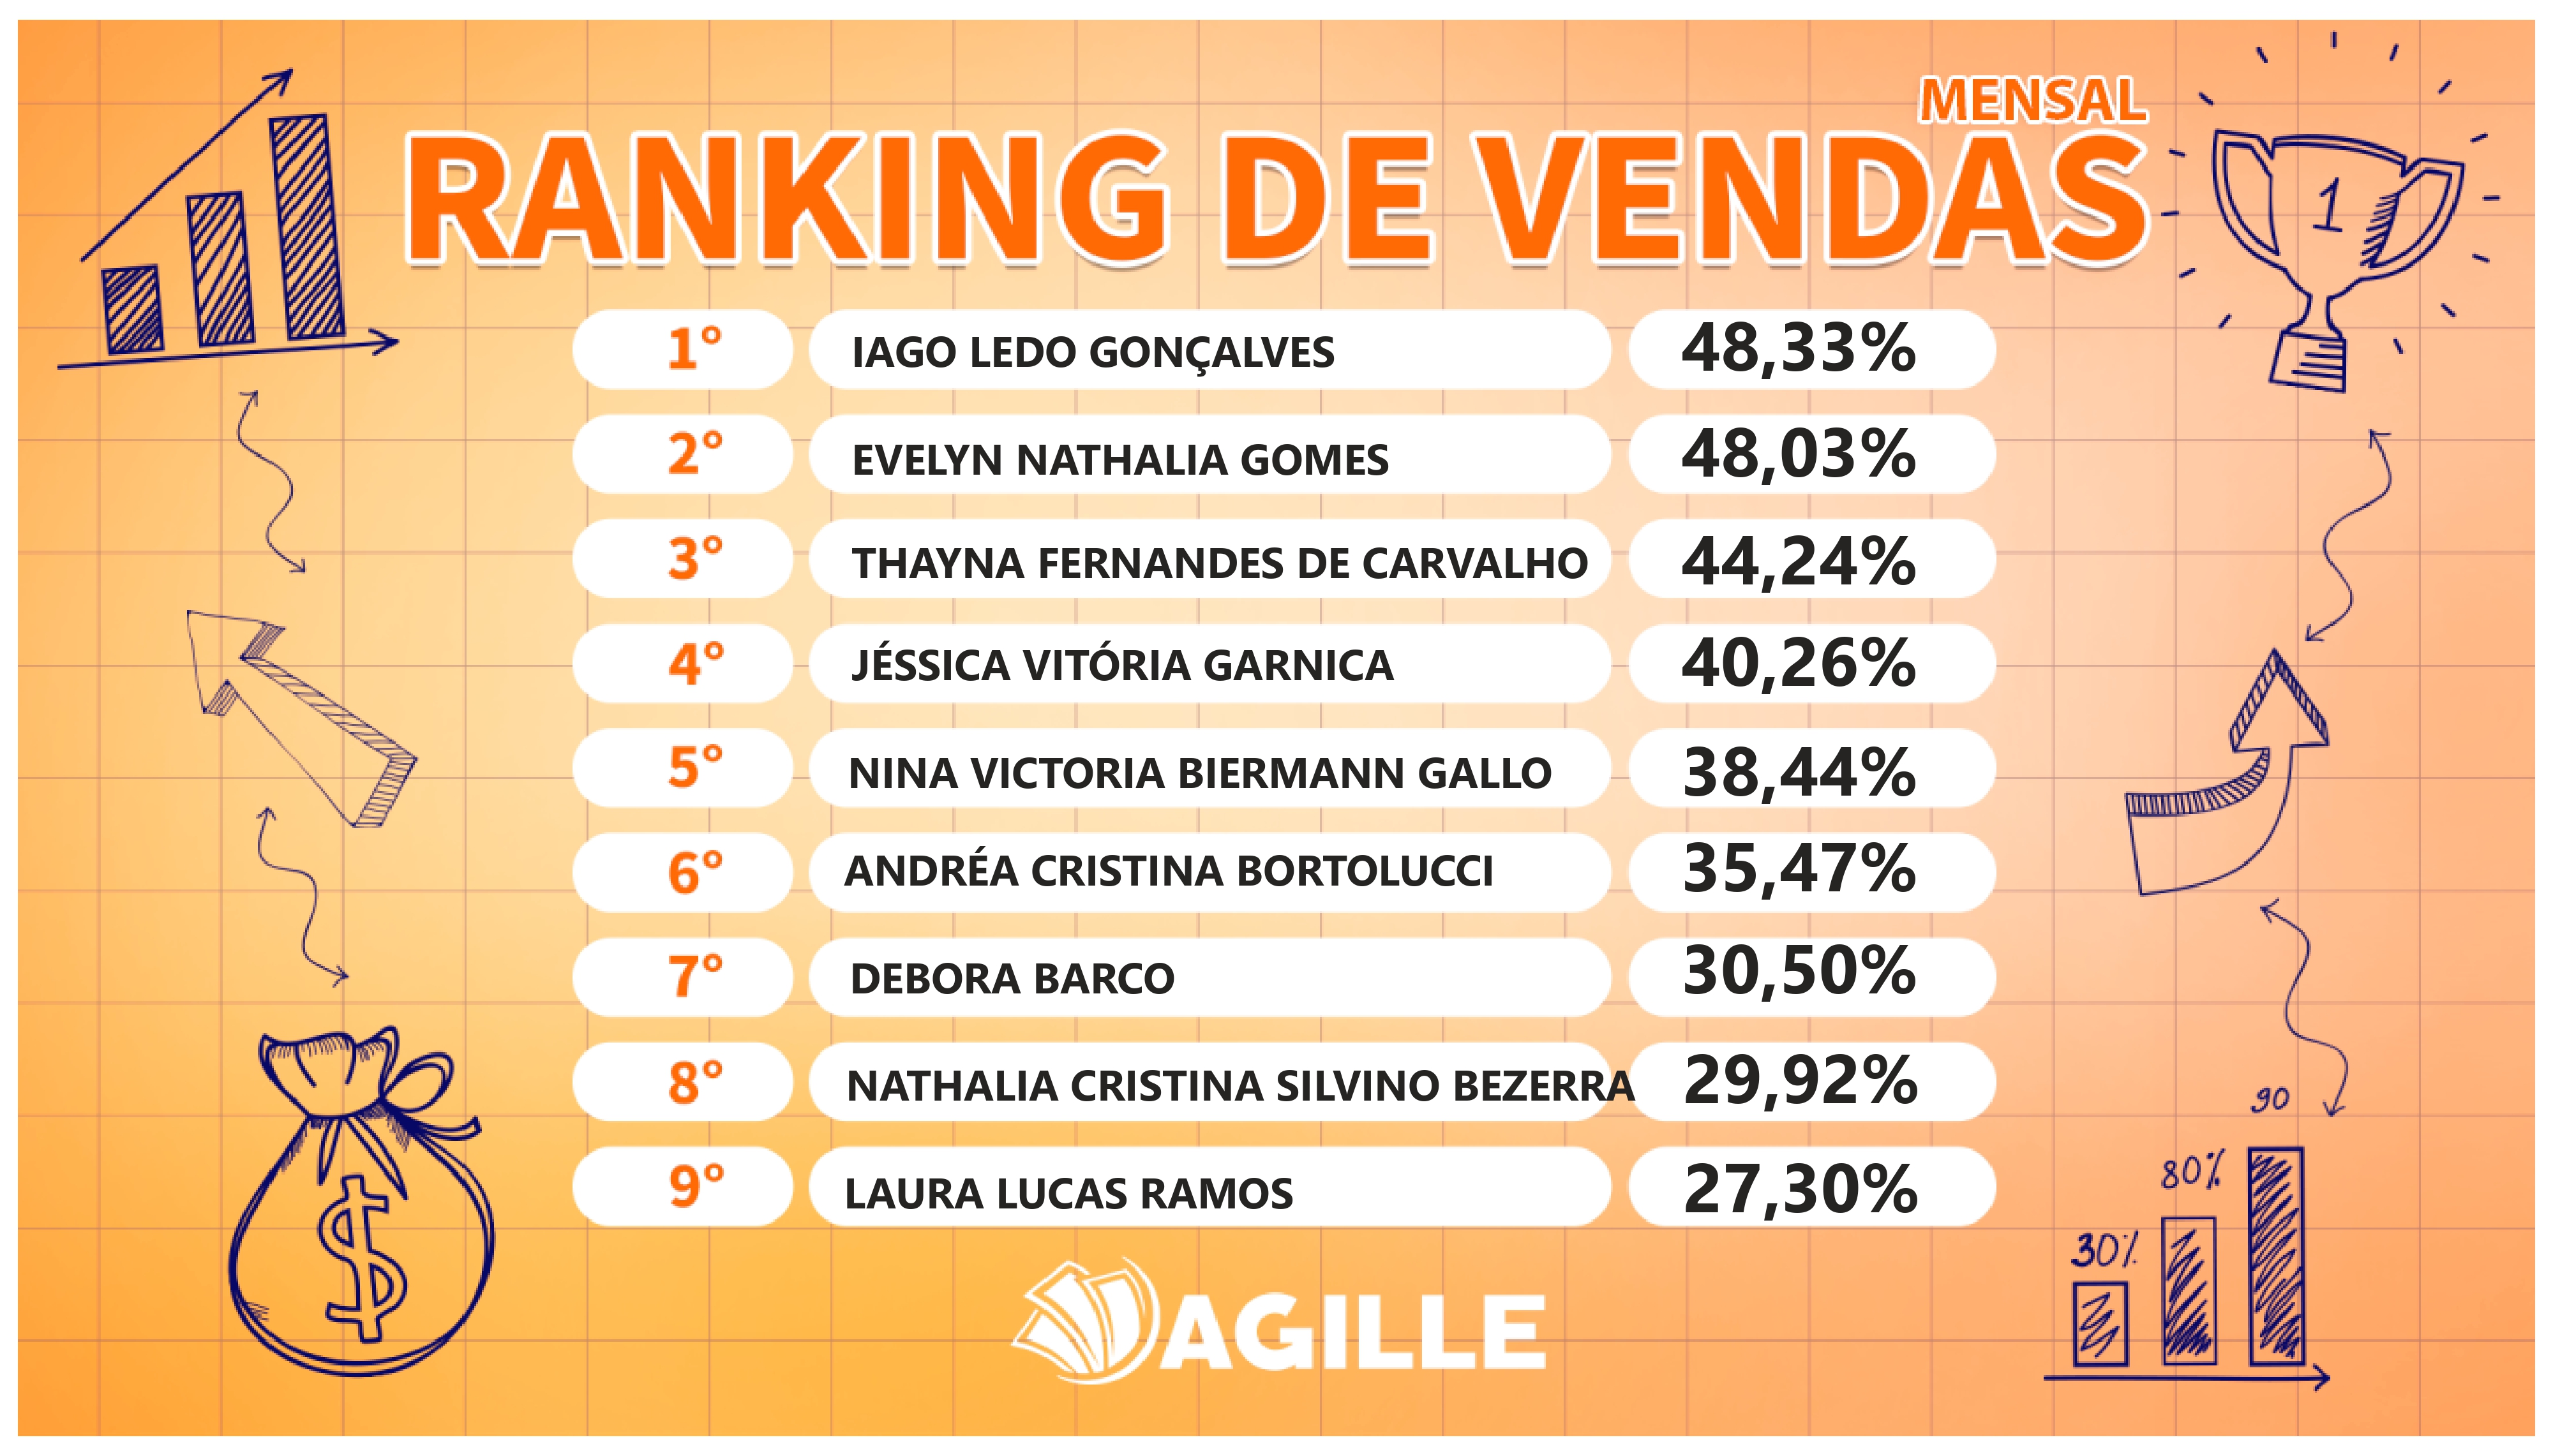 MENSAL
RANKING DE VENDAS
1
1° IAGO LEDO GONÇALVES 48,33%
2° EVELYN NATHALIA GOMES 48,03%
3° THAYNA FERNANDES DE CARVALHO 44,24%
4° JÉSSICA VITÓRIA GARNICA 40,26%
5° NINA VICTORIA BIERMANN GALLO 38,44%
6° ANDRÉA CRISTINA BORTOLUCCI 35,47%
7° DEBORA BARCO 30,50%
8° NATHALIA CRISTINA SILVINO BEZERRA 29,92%
9° LAURA LUCAS RAMOS 27,30%
90
80%
30%
$
AGILLE